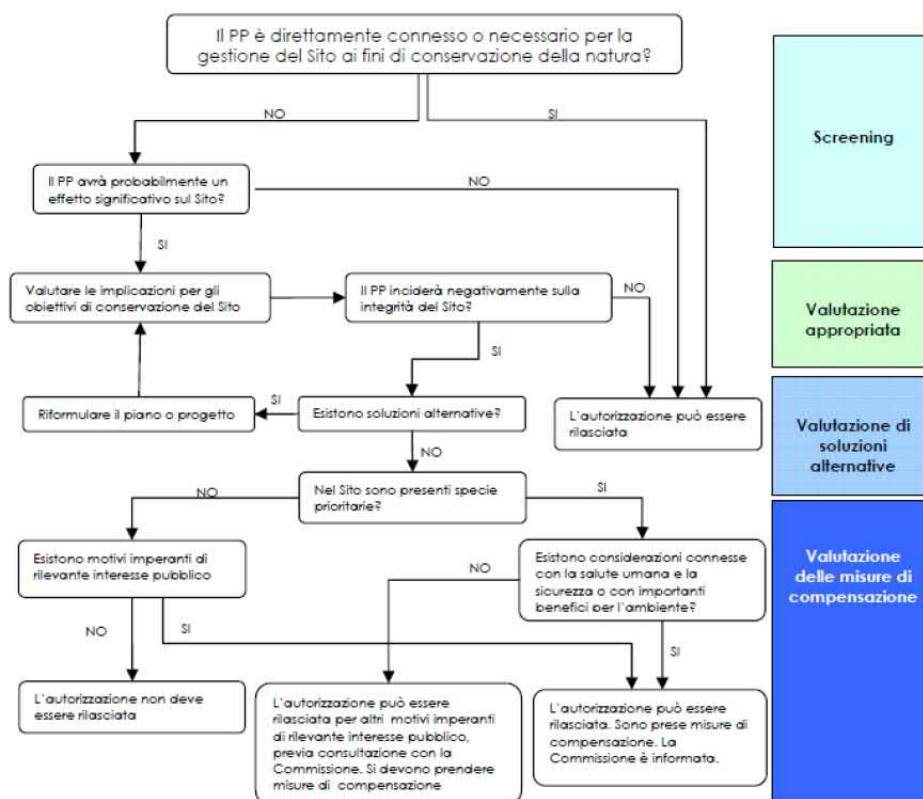 Il PP è direttamente connesso o necessario per la
gestione del Sito ai fini di conservazione della natura?
NO
SI
Screening
Il PP avrà probabilmente un
effetto significativo sul Sito?
NO
SI
Valutare le implicazioni per gli
obiettivi di conservazione del Sito
Il PP inciderà negativamente sulla
integrità del Sito?
NO
Valutazione
appropriata
SI
Riformulare il piano o progetto
SI
Esistono soluzioni alternative?
L'autorizzazione può essere
rilasciata
Valutazione di
soluzioni
alternative
NO
Nel Sito sono presenti specie
prioritarie?
NO
SI
Esistono motivi imperanti di
rilevante interesse pubblico
Esistono considerazioni connesse
con la salute umana e la
sicurezza o con importanti
benefici per l'ambiente?
Valutazione
delle misure di
compensazione
NO
NO
SI
SI
L'autorizzazione non deve
essere rilasciata
L'autorizzazione può essere
rilasciata per altri motivi imperanti
di rilevante interesse pubblico,
previa consultazione con la
Commissione. Si devono prendere
misure di compensazione
L'autorizzazione può essere
rilasciata. Sono prese misure di
compensazione. La
Commissione è informata.